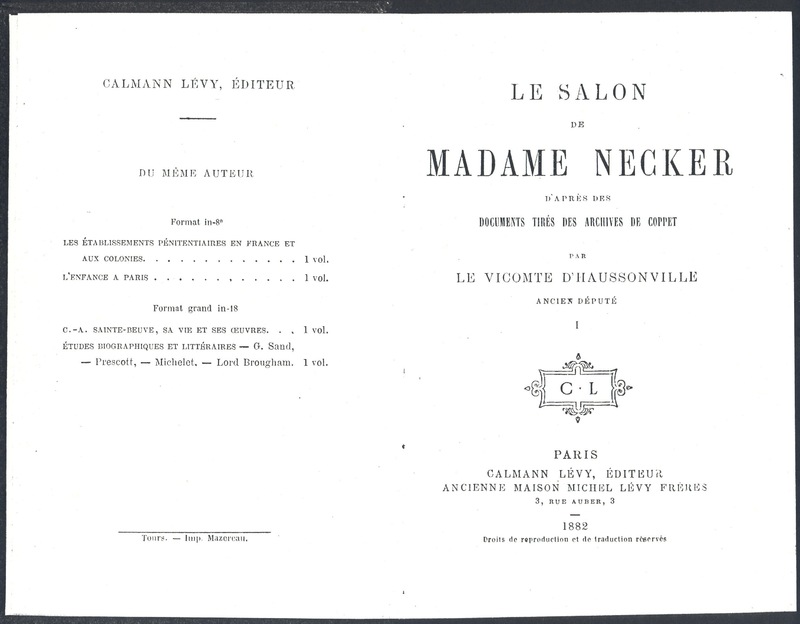 CALMANN LÉVY, ÉDITEUR
DU MÊME AUTEUR
Format in-8º
LES ÉTABLISSEMENTS PÉNITENTIAIRES EN FRANCE ET
AUX COLONIES. . . . . . . . . . . . . 1 vol.
L'ENFANCE A PARIS . . . . . . . . . . . . 1 vol.
Format grand in-18
C.-A. SAINTE-BEUVE, SA VIE ET SES ŒUVRES. . . 1 vol.
ÉTUDES BIOGRAPHIQUES ET LITTÉRAIRES — G. Sand,
— Prescott, — Michelet, — Lord Brougham. 1 vol.
Tours. — Imp. Mazereau.
LE SALON
DE
MADAME NECKER
D'APRÈS DES
DOCUMENTS TIRÉS DES ARCHIVES DE COPPET
PAR
LE VICOMTE D'HAUSSONVILLE
ANCIEN DÉPUTÉ
I
C · L
PARIS
CALMANN LÉVY, ÉDITEUR
ANCIENNE MAISON MICHEL LÉVY FRÈRES
3, RUE AUBER, 3
1882
Droits de reproduction et de traduction réservés